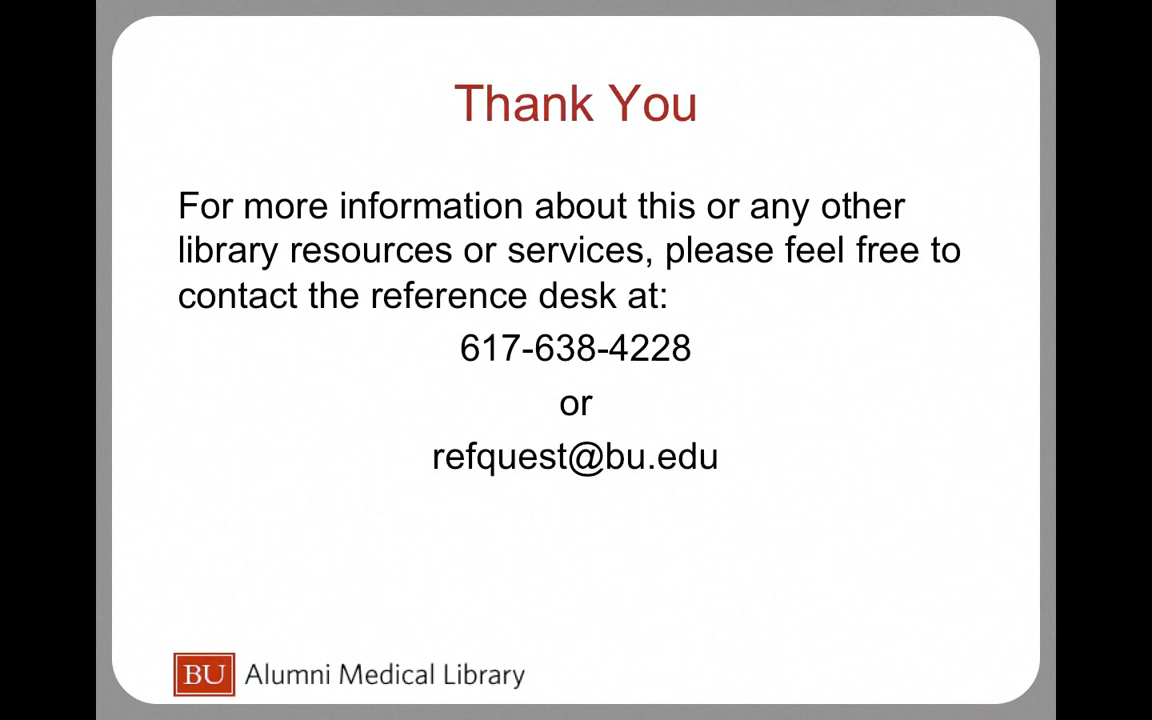 Thank You
For more information about this or any other
library resources or services, please feel free to
contact the reference desk at:
617-638-4228
or
refquest@bu.edu
BU Alumni Medical Library